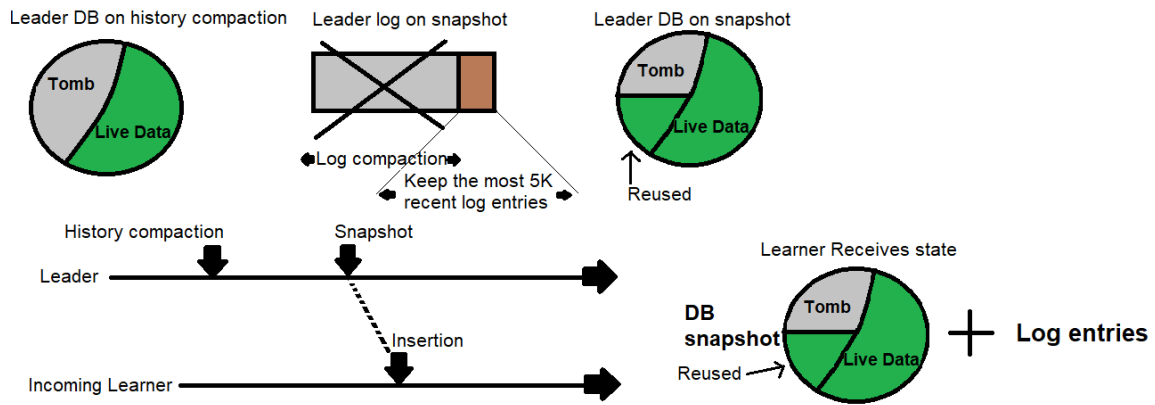 Leader DB on history compaction
Leader log on snapshot
Leader DB on snapshot
Tomb
Live Data
Tomb
Live Data
Log compaction
Keep the most 5K
recent log entries
Reused
History compaction
Snapshot
Leader
Learner Receives state
Tomb
DB
snapshot
Live Data
Log entries
Reused
Insertion
Incoming Learner